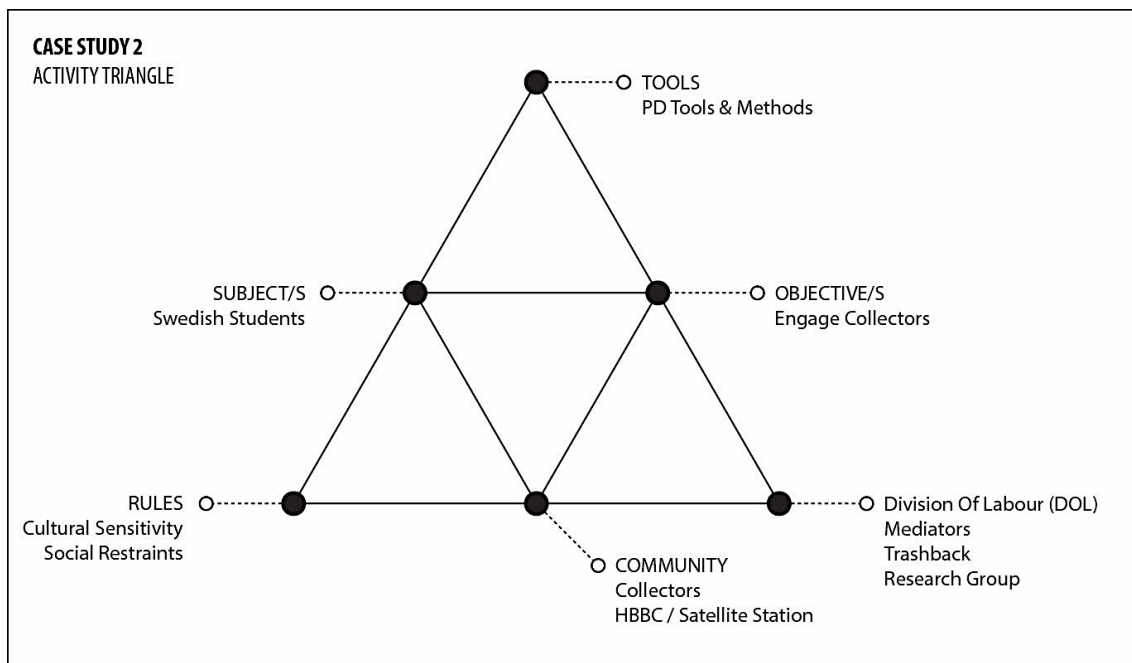 CASE STUDY 2
ACTIVITY TRIANGLE
TOOLS
PD Tools & Methods
SUBJECT/S
Swedish Students
OBJECTIVE/S
Engage Collectors
RULES
Cultural Sensitivity
Social Restraints
COMMUNITY
Collectors
HBBC / Satellite Station
Division Of Labour (DOL)
Mediators
Trashback
Research Group